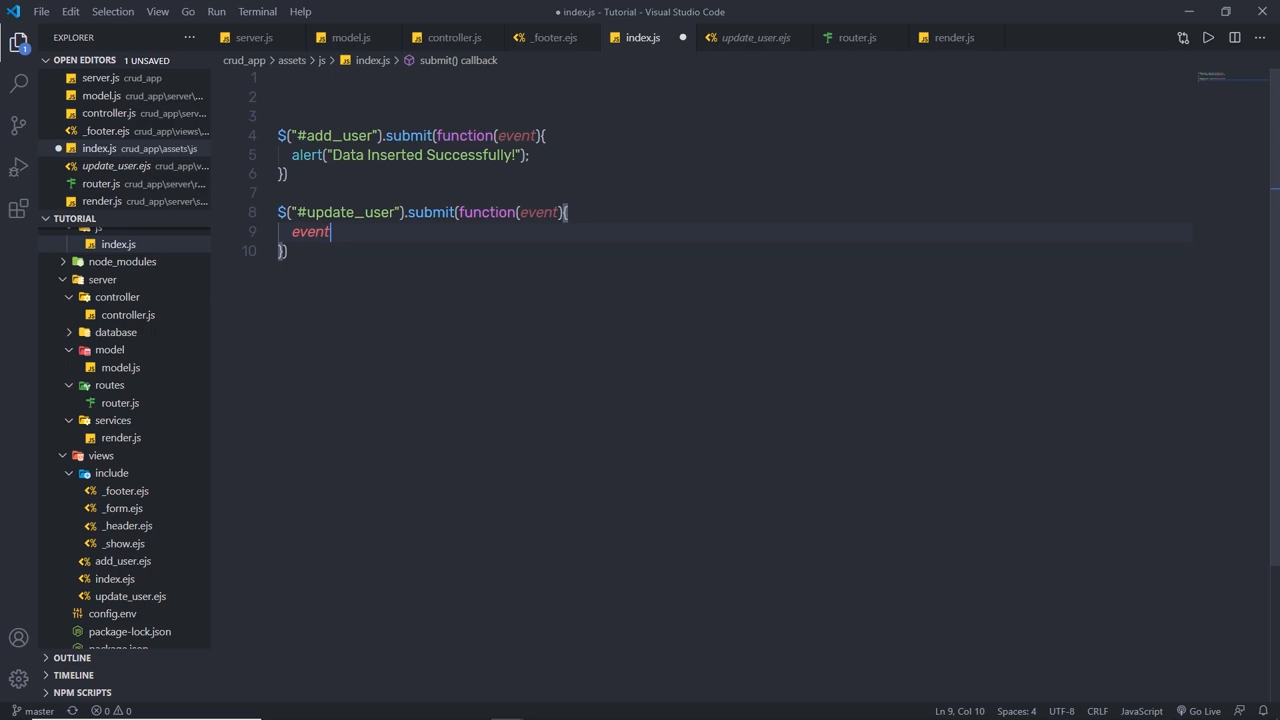 File Edit Selection View Go Run Terminal Help
● index.js - Tutorial - Visual Studio Code
EXPLORER
server.js
model.js
controller.js
_footer.ejs
index.js
update_user.ejs
router.js
render.js
OPEN EDITORS 1 UNSAVED
crud_app > assets > js > index.js > submit() callback
server.js crud_app
model.js crud_app\server\...
controller.js crud_app\serv...
_footer.ejs crud_app\views\...
index.js crud_app\assets\js
update_user.ejs crud_app\v...
router.js crud_app\server\r...
render.js crud_app\server\s...
TUTORIAL
js
index.js
node_modules
server
controller
controller.js
database
model
model.js
routes
router.js
services
render.js
views
include
_footer.ejs
_form.ejs
_header.ejs
_show.ejs
add_user.ejs
index.ejs
update_user.ejs
config.env
package-lock.json
package.json
OUTLINE
TIMELINE
NPM SCRIPTS
1
2
3
4 $("#add_user").submit(function(event){
5 alert("Data Inserted Successfully!");
6 })
7
8 $("#update_user").submit(function(event){
9 event
10 })
1
master 0 0
Ln 9, Col 10 Spaces: 4 UTF-8 CRLF JavaScript Go Live